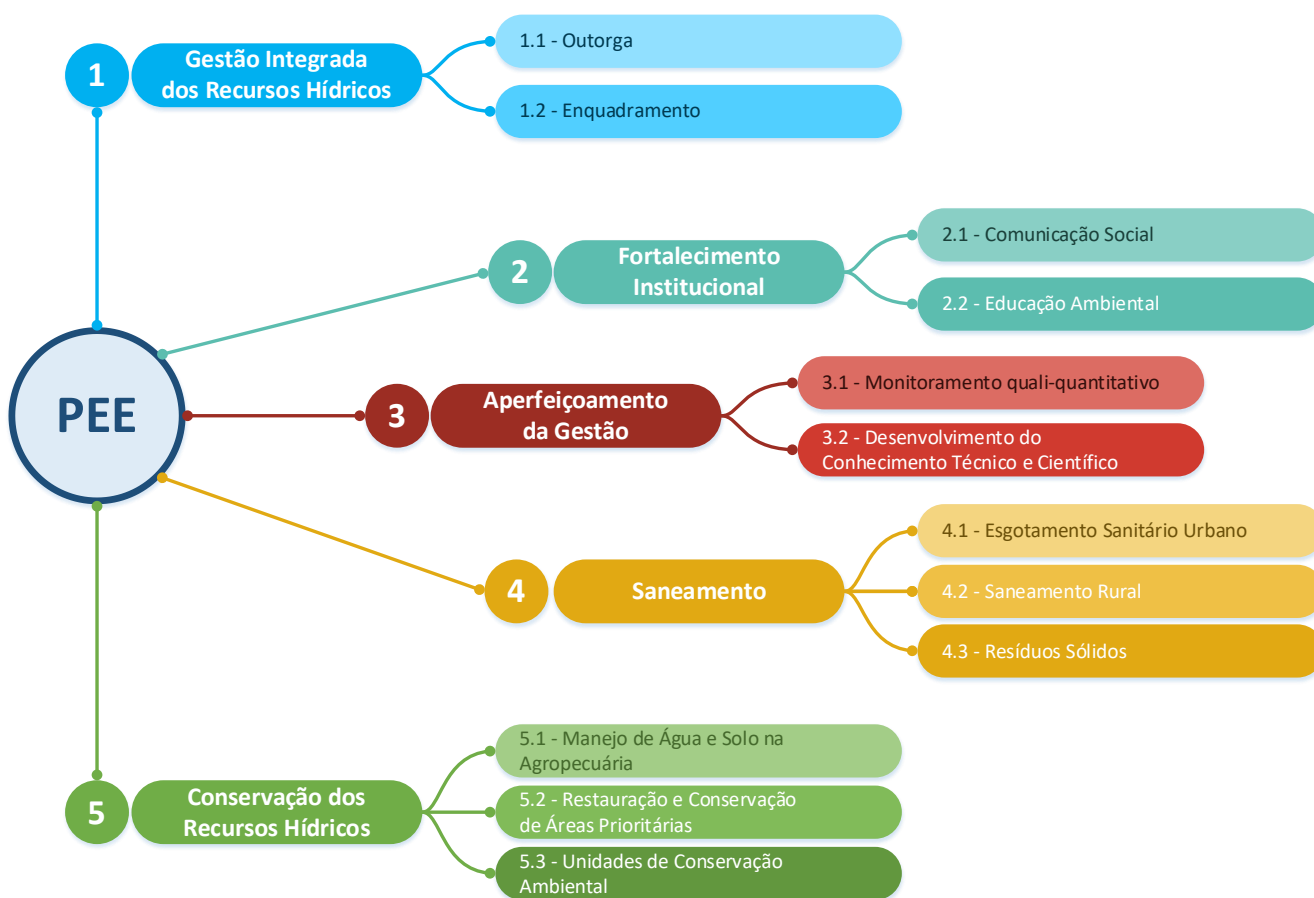 PEE
1
Gestão Integrada
dos Recursos Hídricos
1.1 - Outorga
1.2 - Enquadramento
2
Fortalecimento
Institucional
2.1 - Comunicação Social
2.2 - Educação Ambiental
3
Aperfeiçoamento
da Gestão
3.1 - Monitoramento quali-quantitativo
3.2 - Desenvolvimento do
Conhecimento Técnico e Científico
4
Saneamento
4.1 - Esgotamento Sanitário Urbano
4.2 - Saneamento Rural
4.3 - Resíduos Sólidos
5
Conservação dos
Recursos Hídricos
5.1 - Manejo de Água e Solo na
Agropecuária
5.2 - Restauração e Conservação
de Áreas Prioritárias
5.3 - Unidades de Conservação
Ambiental